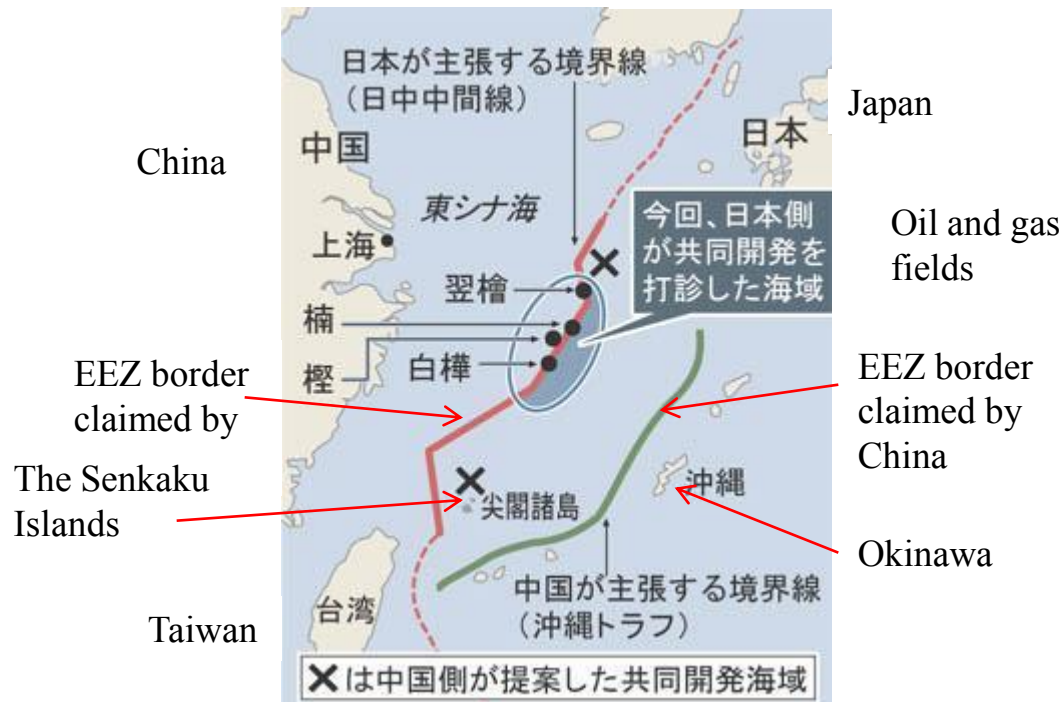 日本が主張する境界線
（日中中間線）
Japan
日本
中国
China
東シナ海
今回、日本側
が共同開発を
打診した海域
Oil and gas
fields
上海
翌檜
楠
樫
白樺
EEZ border
claimed by
EEZ border
claimed by
China
The Senkaku
Islands
尖閣諸島
沖縄
Okinawa
中国が主張する境界線
（沖縄トラフ）
台湾
Taiwan
✕は中国側が提案した共同開発海域